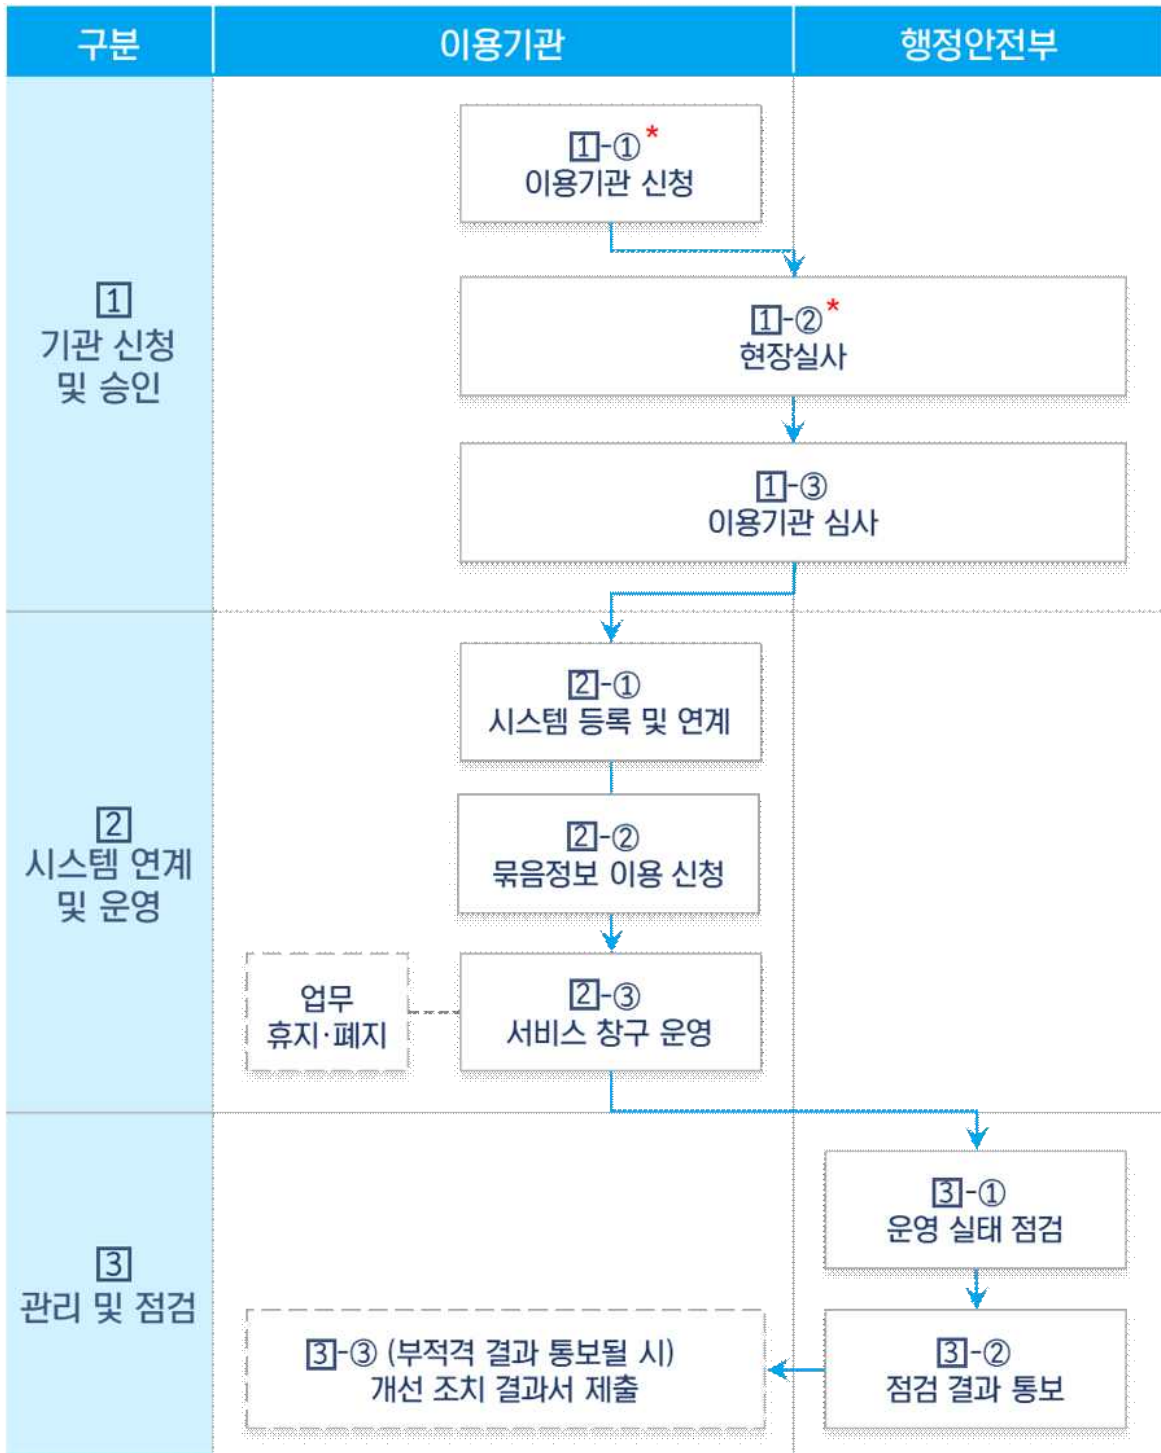 구분
이용기관
행정안전부
1
기관 신청
및 승인
1-①*
이용기관 신청
1-②*
현장실사
1-③
이용기관 심사
2
시스템 연계
및 운영
2-①
시스템 등록 및 연계
2-②
묶음정보 이용 신청
업무
휴지·폐지
2-③
서비스 창구 운영
3
관리 및 점검
3-①
운영 실태 점검
3-③ (부적격 결과 통보될 시)
개선 조치 결과서 제출
3-②
점검 결과 통보